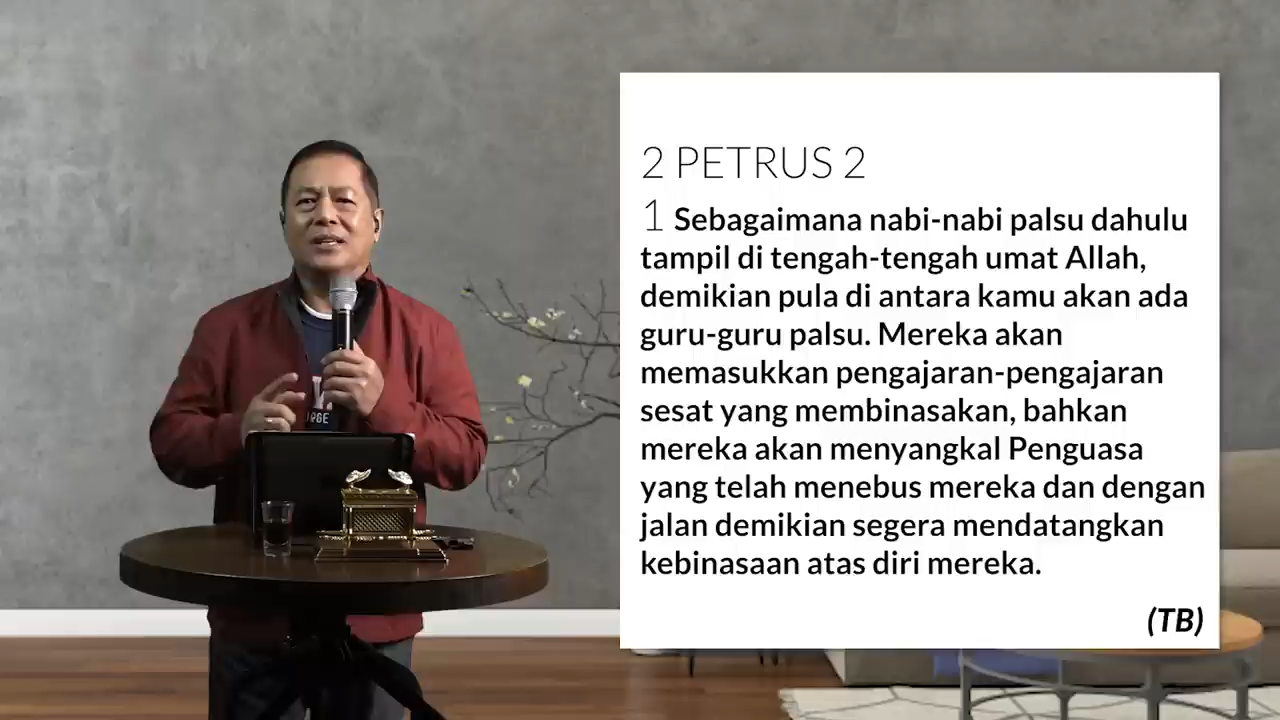 2 PETRUS 2
1 Sebagaimana nabi-nabi palsu dahulu
tampil di tengah-tengah umat Allah,
demikian pula di antara kamu akan ada
guru-guru palsu. Mereka akan
memasukkan pengajaran-pengajaran
sesat yang membinasakan, bahkan
mereka akan menyangkal Penguasa
yang telah menebus mereka dan dengan
jalan demikian segera mendatangkan
kebinasaan atas diri mereka.
(TB)